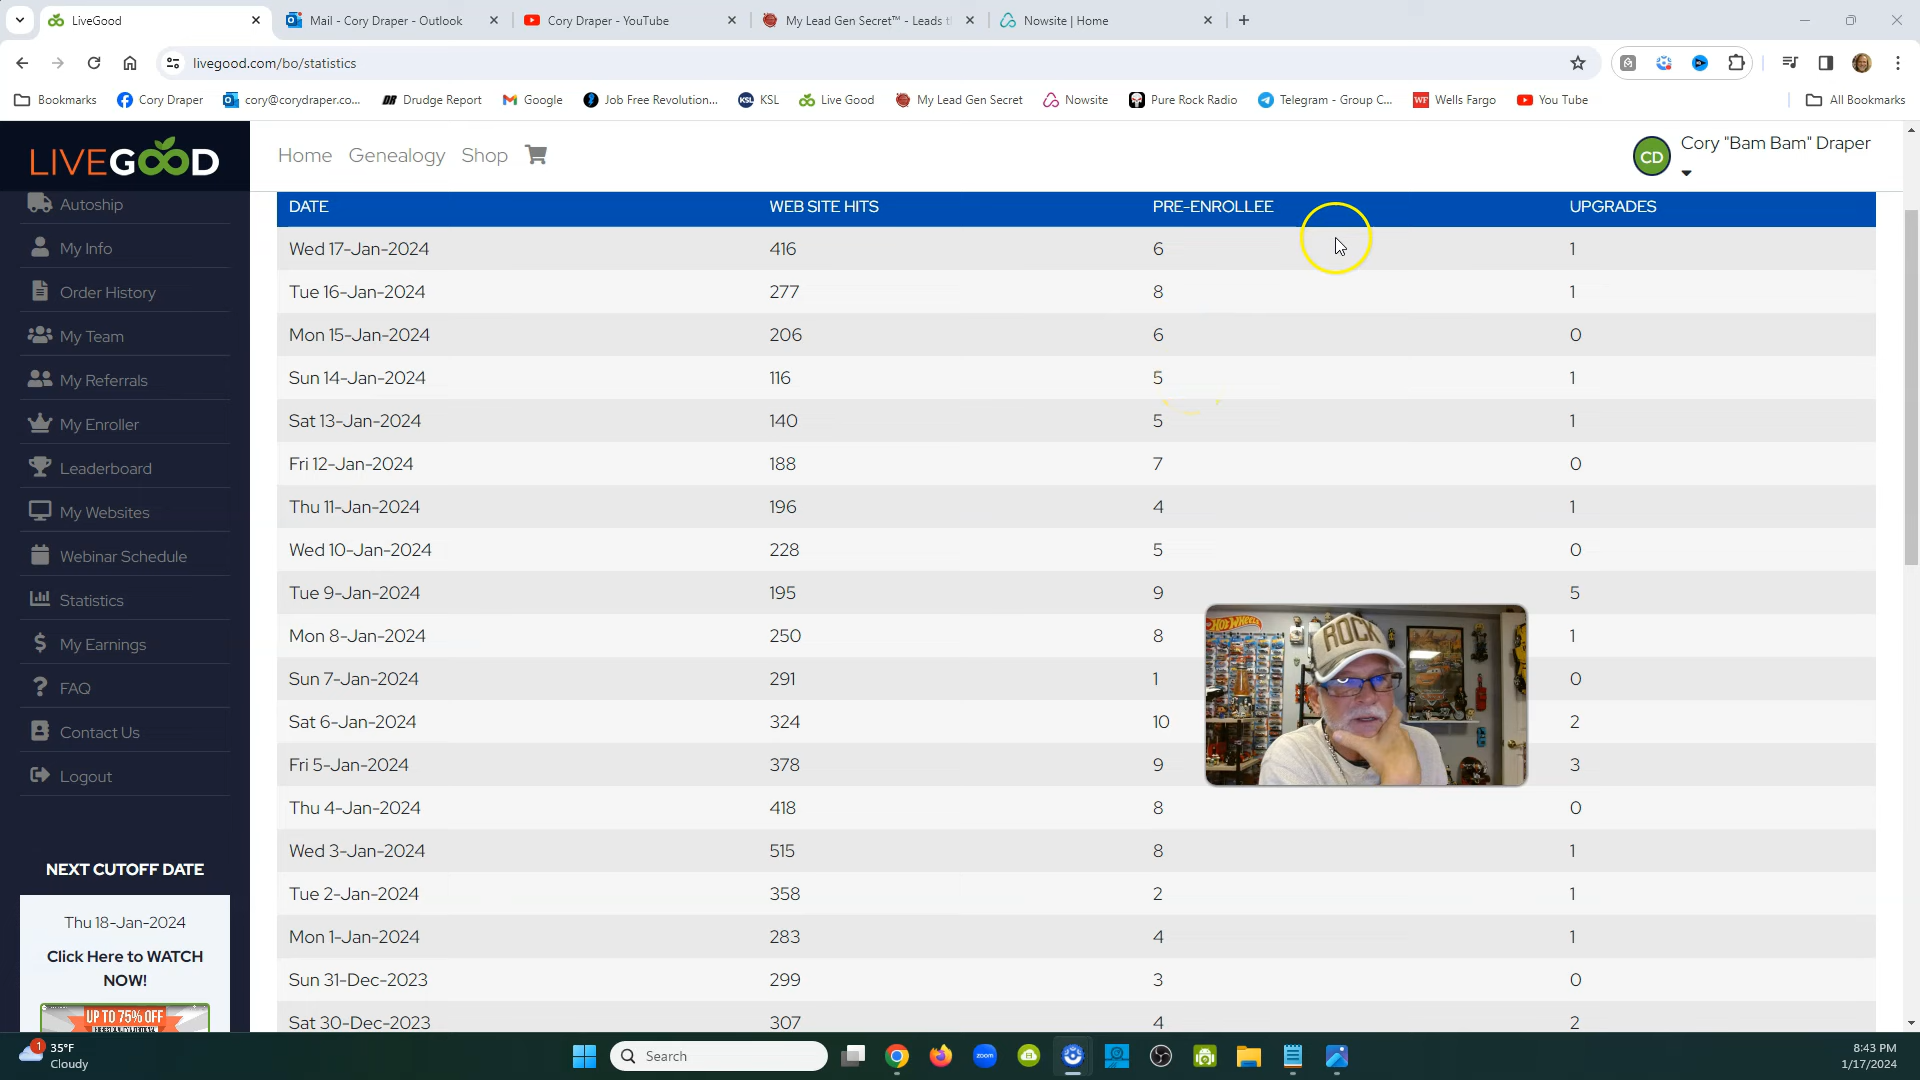 LiveGood
Mail - Cory Draper - Outlook
Cory Draper - YouTube
My Lead Gen Secret™ - Leads t
Nowsite | Home
livegood.com/bo/statistics
Bookmarks
Cory Draper
cory@corydraper.co...
Drudge Report
Google
Job Free Revolution...
KSL
Live Good
My Lead Gen Secret
Nowsite
Pure Rock Radio
Telegram - Group C...
Wells Fargo
You Tube
All Bookmarks
LIVEGOOD
Home Genealogy Shop
CD
Cory "Bam Bam" Draper
Autoship
My Info
Order History
My Team
My Referrals
My Enroller
Leaderboard
My Websites
Webinar Schedule
Statistics
My Earnings
FAQ
Contact Us
Logout
NEXT CUTOFF DATE
Thu 18-Jan-2024
Click Here to WATCH
NOW!
UP TO 75% OFF
DATE WEB SITE HITS PRE-ENROLLEE UPGRADES
Wed 17-Jan-2024 416 6 1
Tue 16-Jan-2024 277 8 1
Mon 15-Jan-2024 206 6 0
Sun 14-Jan-2024 116 5 1
Sat 13-Jan-2024 140 5 1
Fri 12-Jan-2024 188 7 0
Thu 11-Jan-2024 196 4 1
Wed 10-Jan-2024 228 5 0
Tue 9-Jan-2024 195 9 5
Mon 8-Jan-2024 250 8 1
Sun 7-Jan-2024 291 1 0
Sat 6-Jan-2024 324 10 2
Fri 5-Jan-2024 378 9 3
Thu 4-Jan-2024 418 8 0
Wed 3-Jan-2024 515 8 1
Tue 2-Jan-2024 358 2 1
Mon 1-Jan-2024 283 4 1
Sun 31-Dec-2023 299 3 0
Sat 30-Dec-2023 307 4 2
HOT WHEELS
ROCK
1
35°F
Cloudy
Search
zoom
8:43 PM
1/17/2024